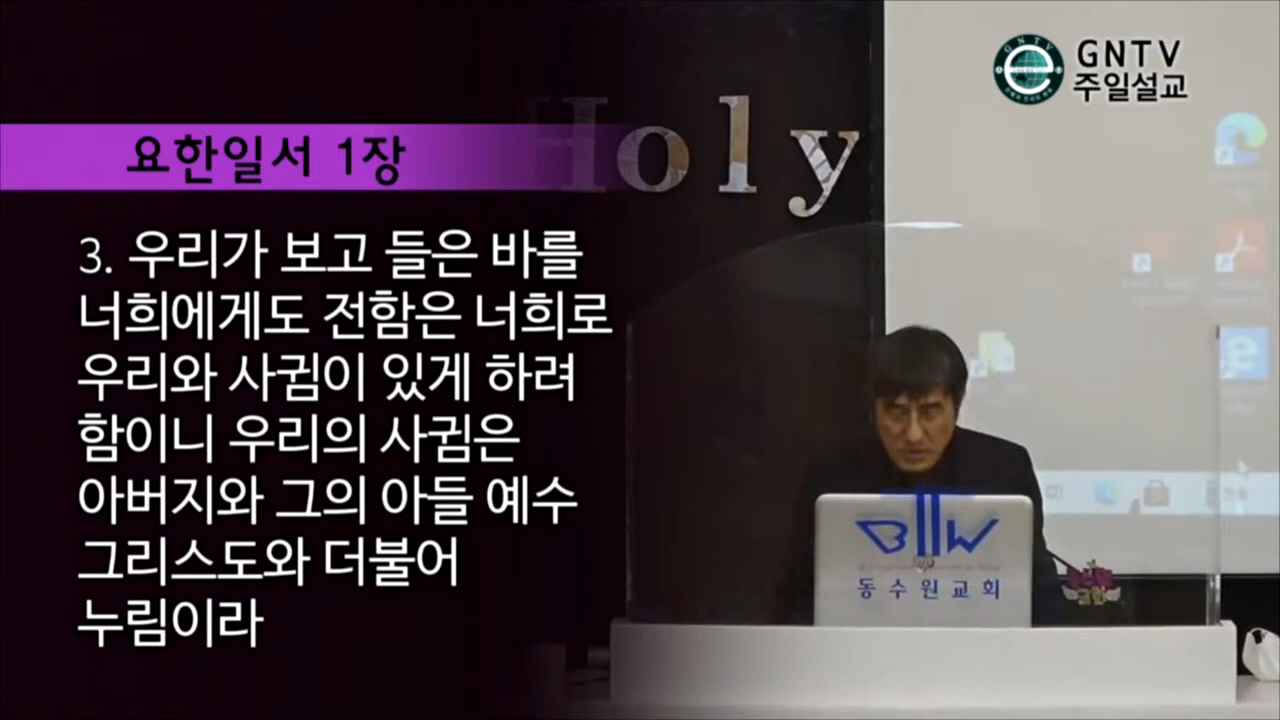 GNTV
주일설교
Holy
요한일서 1장
3. 우리가 보고 들은 바를
너희에게도 전함은 너희로
우리와 사귐이 있게 하려
함이니 우리의 사귐은
아버지와 그의 아들 예수
그리스도와 더불어
누림이라
동수원교회